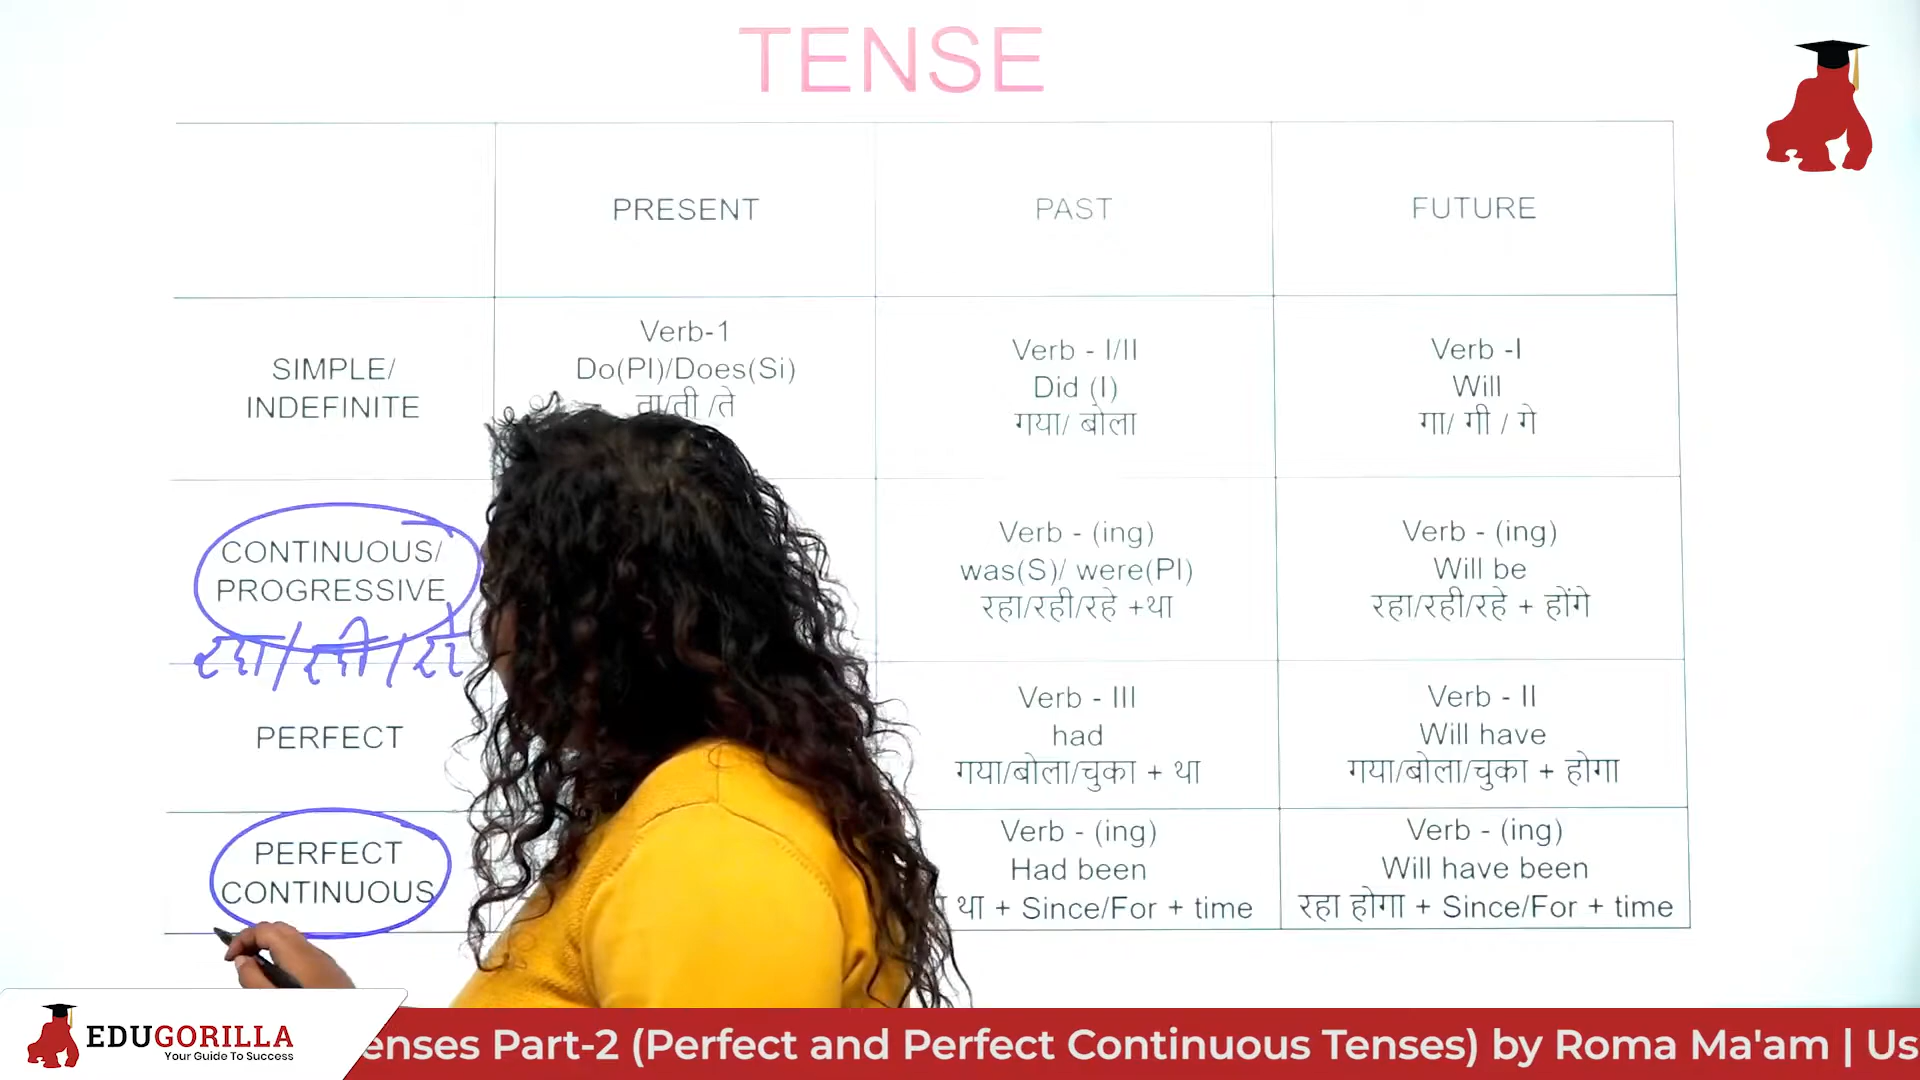 TENSE
PRESENT
PAST
FUTURE
SIMPLE/
INDEFINITE
Verb-1
Do(Pl)/Does(Si)
ता/ती /ते
Verb - I/II
Did (I)
गया/ बोला
Verb -I
Will
गा/ गी / गे
CONTINUOUS/
PROGRESSIVE
रहा/रही/रहे
Verb - (ing)
was(S)/ were(Pl)
रहा/रही/रहे +था
Verb - (ing)
Will be
रहा/रही/रहे + होंगे
PERFECT
Verb - III
had
गया/बोला/चुका + था
Verb - II
Will have
गया/बोला/चुका + होगा
PERFECT
CONTINUOUS
Verb - (ing)
Had been
था + Since/For + time
Verb - (ing)
Will have been
रहा होगा + Since/For + time
EDUGORILLA
Your Guide To Success
enses Part-2 (Perfect and Perfect Continuous Tenses) by Roma Ma'am | Us